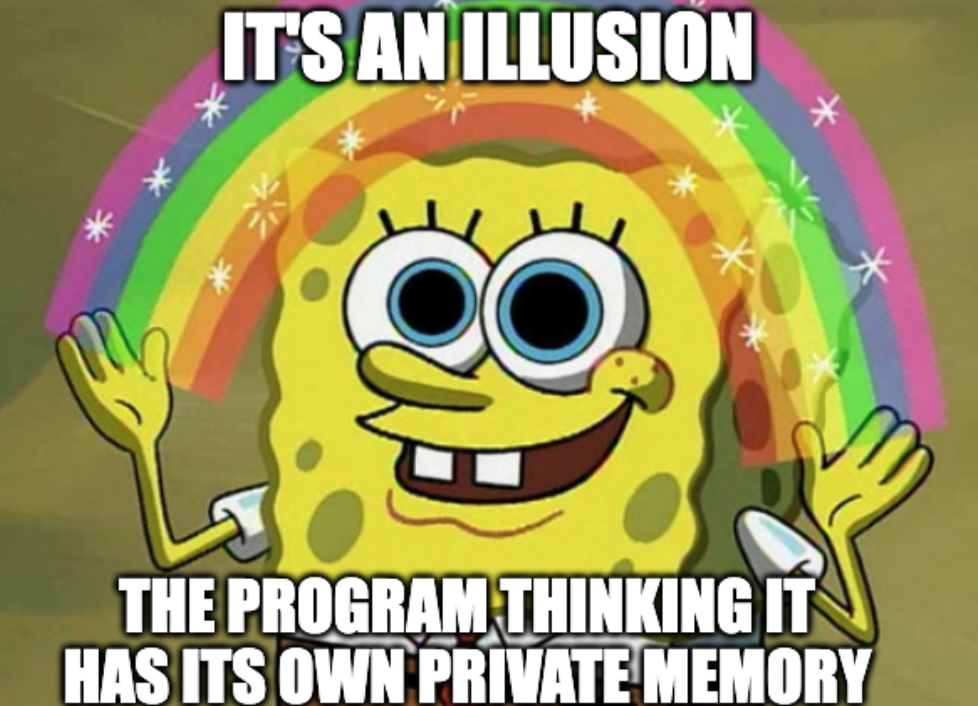 IT'S AN ILLUSION
THE PROGRAM THINKING IT
HAS ITS OWN PRIVATE MEMORY